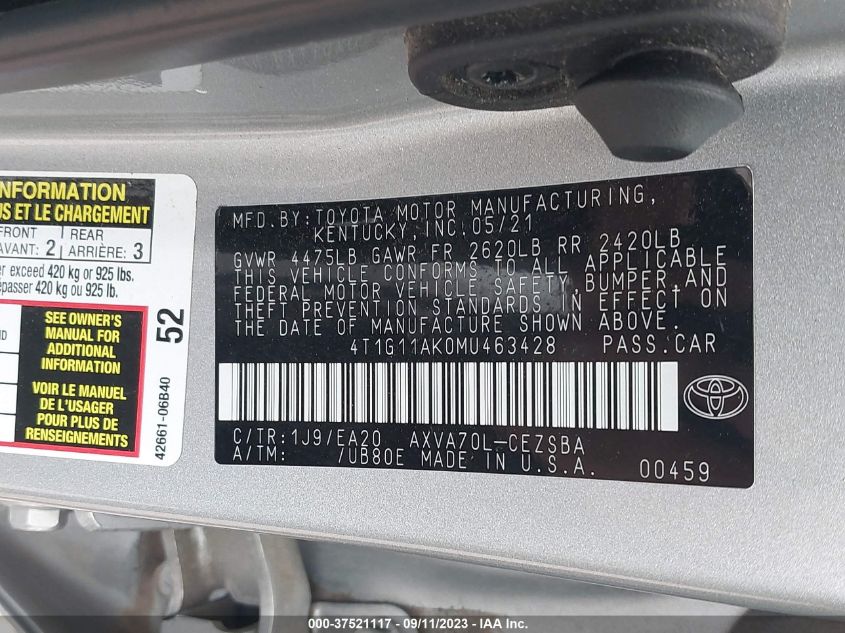 NFORMATION
US ET LE CHARGEMENT
FRONT
AVANT: 2
REAR
ARRIÈRE: 3
er exceed 420 kg or 925 lbs.
épasser 420 kg ou 925 lb.
SEE OWNER'S
MANUAL FOR
ADDITIONAL
INFORMATION
VOIR LE MANUEL
DE L'USAGER
POUR PLUS DE
RENSEIGNEMENTS
52
42661-06B40
MFD.BY:TOYOTA MOTOR MANUFACTURING,
KENTUCKY,INC.05/21
GVWR 4475LB GAWR FR 2620LB RR 2420LB
THIS VEHICLE CONFORMS TO ALL APPLICABLE
FEDERAL MOTOR VEHICLE SAFETY,BUMPER,AND
THEFT PREVENTION STANDARDS IN EFFECT ON
THE DATE OF MANUFACTURE SHOWN ABOVE.
4T1G11AK0MU463428 PASS.CAR
C/TR:1J9/EA20 AXVA70L-CEZSBA
A/TM: /UB80E MADE IN U.S.A. 00459
000-37521117 - 09/11/2023 - IAA Inc.